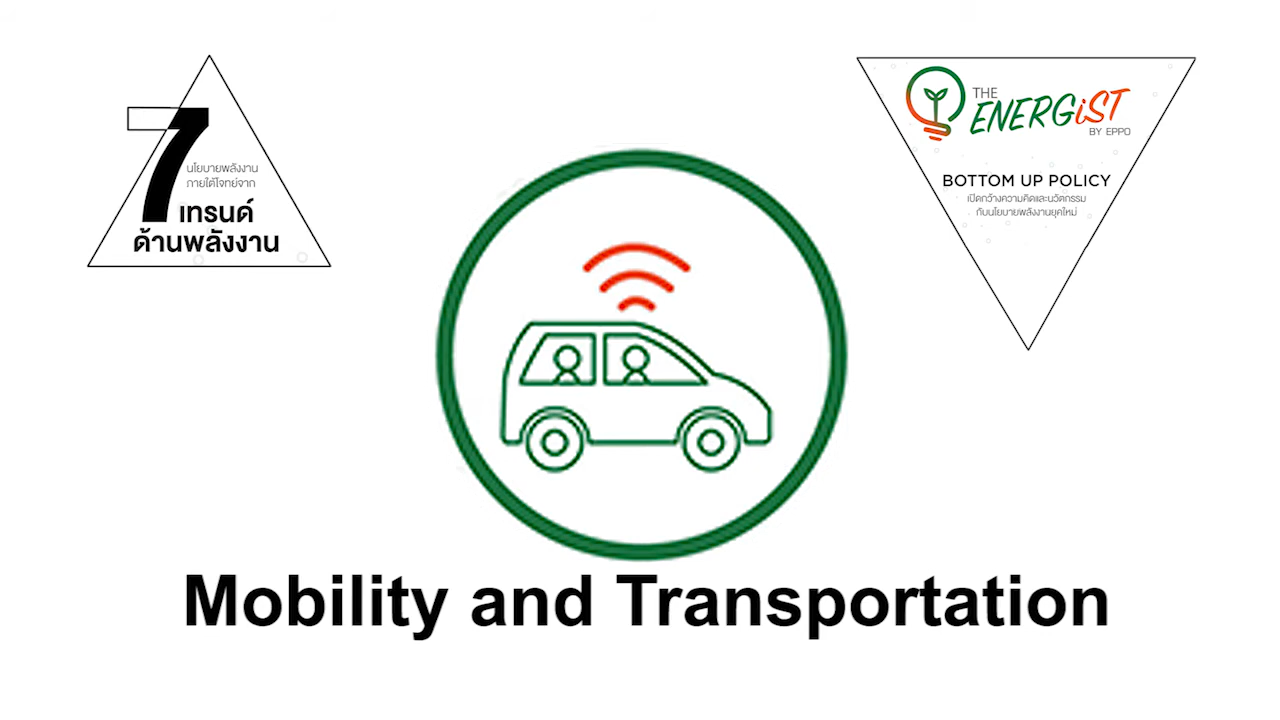 7
นโยบายพลังงาน
ภายใต้โจทย์จาก
เทรนด์
ด้านพลังงาน
THE
ENERGiST
BY EPPO
BOTTOM UP POLICY
เปิดกว้างความคิดและนวัตกรรม
กับนโยบายพลังงานยุคใหม่
Mobility and Transportation